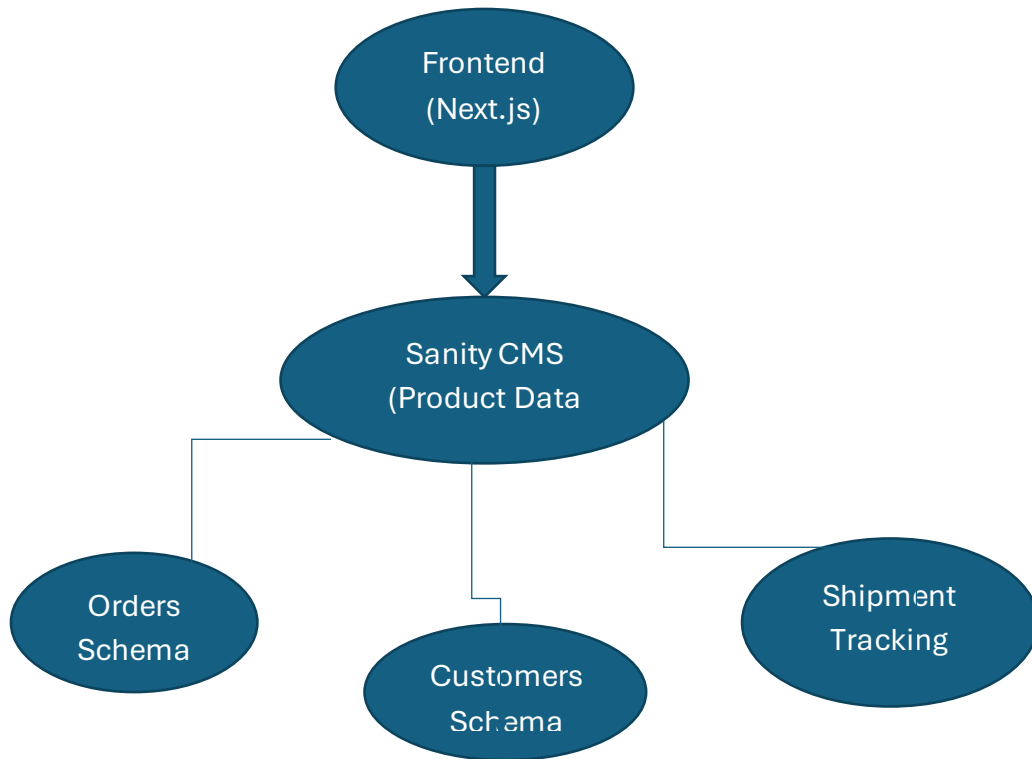 Frontend
(Next.js)
Sanity CMS
(Product Data
Orders
Schema
Customers
Schema
Shipment
Tracking